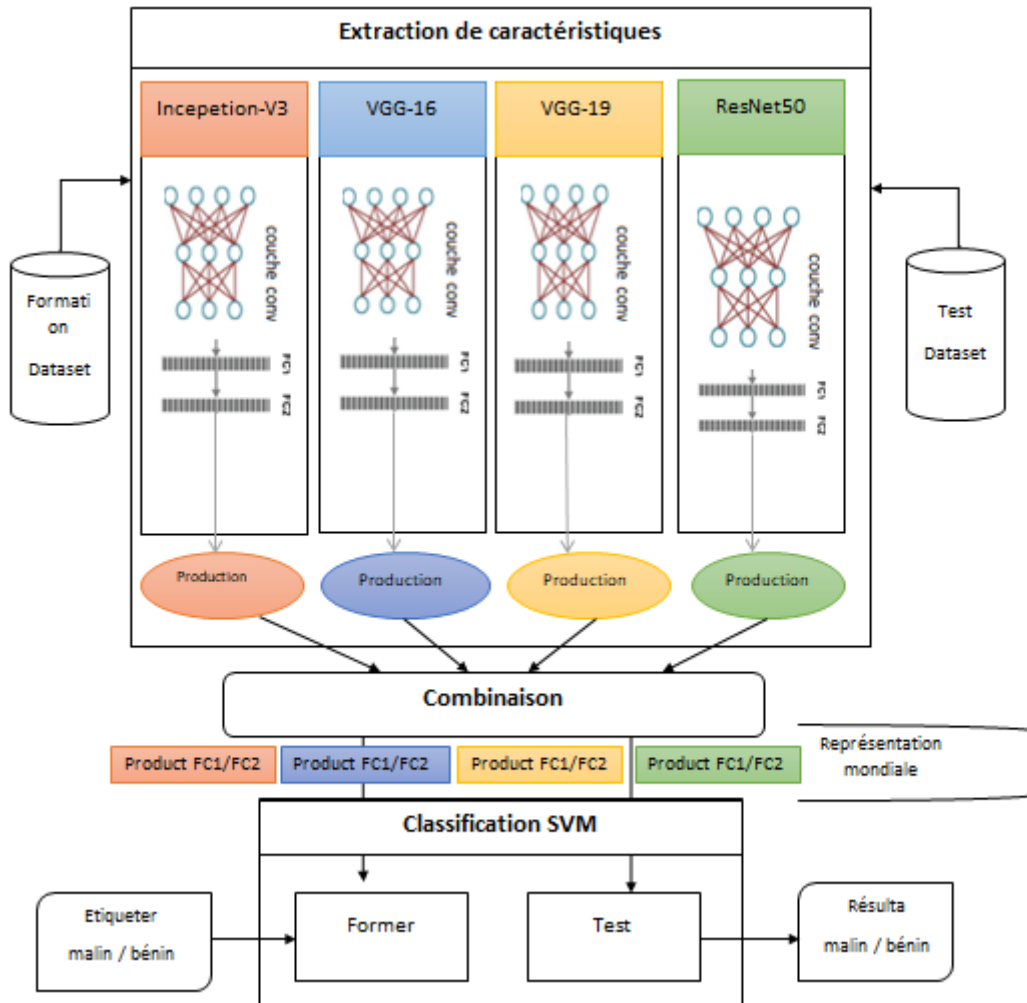 Extraction de caractéristiques
Incepetion-V3
VGG-16
VGG-19
ResNet50
couche conv
couche conv
couche conv
couche conv
FC1
FC2
FC1
FC2
FC1
FC2
FC1
FC2
Formati
on
Dataset
Test
Dataset
Production
Production
Production
Production
Combinaison
Product FC1/FC2
Product FC1/FC2
Product FC1/FC2
Product FC1/FC2
Représentation
mondiale
Classification SVM
Etiqueter
malin / bénin
Former
Test
Résulta
malin / bénin